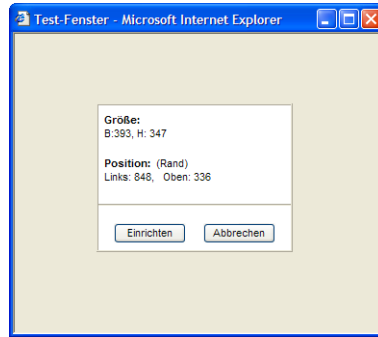 Test-Fenster - Microsoft Internet Explorer
Größe:
B:393, H: 347
Position: (Rand)
Links: 848, Oben: 336
Einrichten Abbrechen